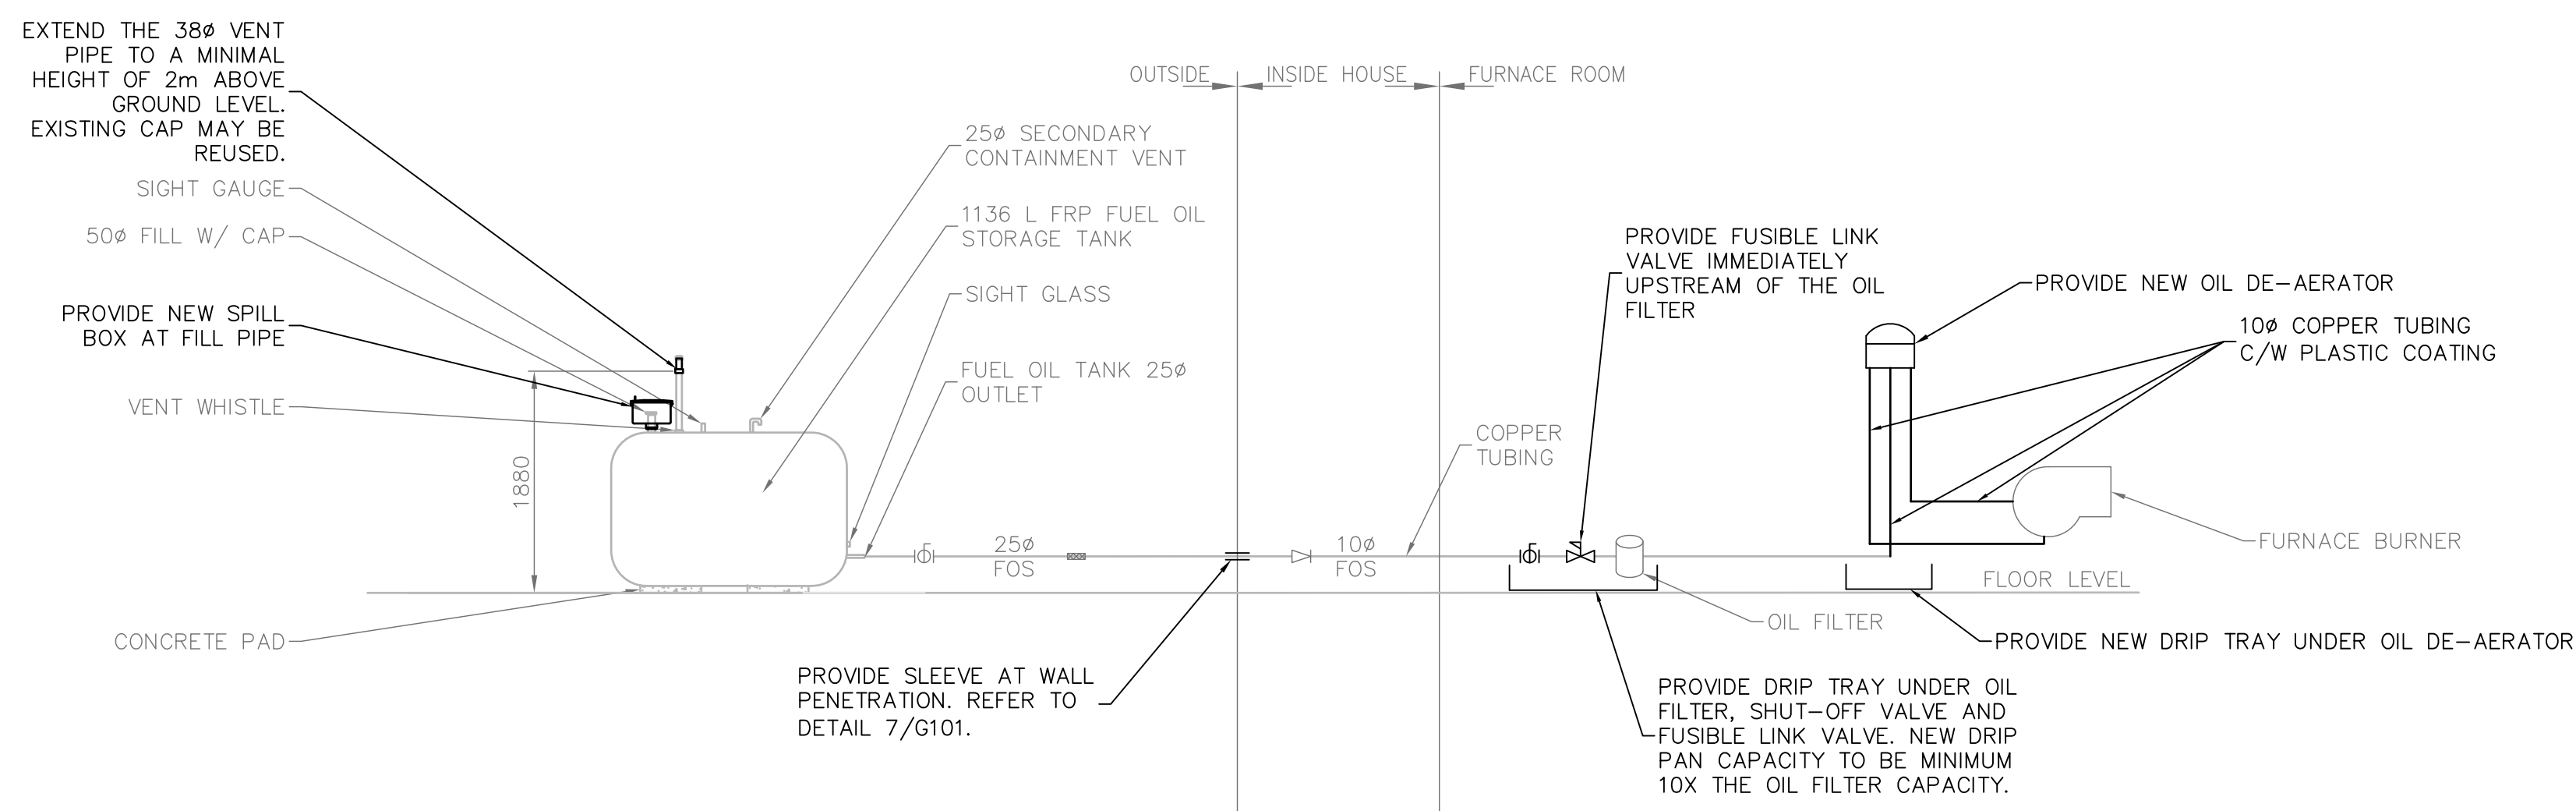 EXTEND THE 38ø VENT
PIPE TO A MINIMAL
HEIGHT OF 2m ABOVE
GROUND LEVEL.
EXISTING CAP MAY BE
REUSED.
SIGHT GAUGE
50ø FILL W/ CAP
PROVIDE NEW SPILL
BOX AT FILL PIPE
VENT WHISTLE
CONCRETE PAD
1880
OUTSIDE
INSIDE HOUSE
FURNACE ROOM
25ø SECONDARY
CONTAINMENT VENT
1136 L FRP FUEL OIL
STORAGE TANK
SIGHT GLASS
FUEL OIL TANK 25ø
OUTLET
25ø
FOS
PROVIDE SLEEVE AT WALL
PENETRATION. REFER TO
DETAIL 7/G101.
10ø
FOS
COPPER
TUBING
PROVIDE FUSIBLE LINK
VALVE IMMEDIATELY
UPSTREAM OF THE OIL
FILTER
OIL FILTER
PROVIDE DRIP TRAY UNDER OIL
FILTER, SHUT-OFF VALVE AND
FUSIBLE LINK VALVE. NEW DRIP
PAN CAPACITY TO BE MINIMUM
10X THE OIL FILTER CAPACITY.
PROVIDE NEW OIL DE-AERATOR
10ø COPPER TUBING
C/W PLASTIC COATING
FURNACE BURNER
FLOOR LEVEL
PROVIDE NEW DRIP TRAY UNDER OIL DE-AERATOR